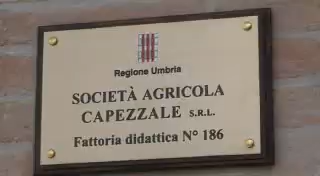 Regione Umbria
SOCIETÀ AGRICOLA
CAPEZZALE S.R.L.
Fattoria didattica N° 186